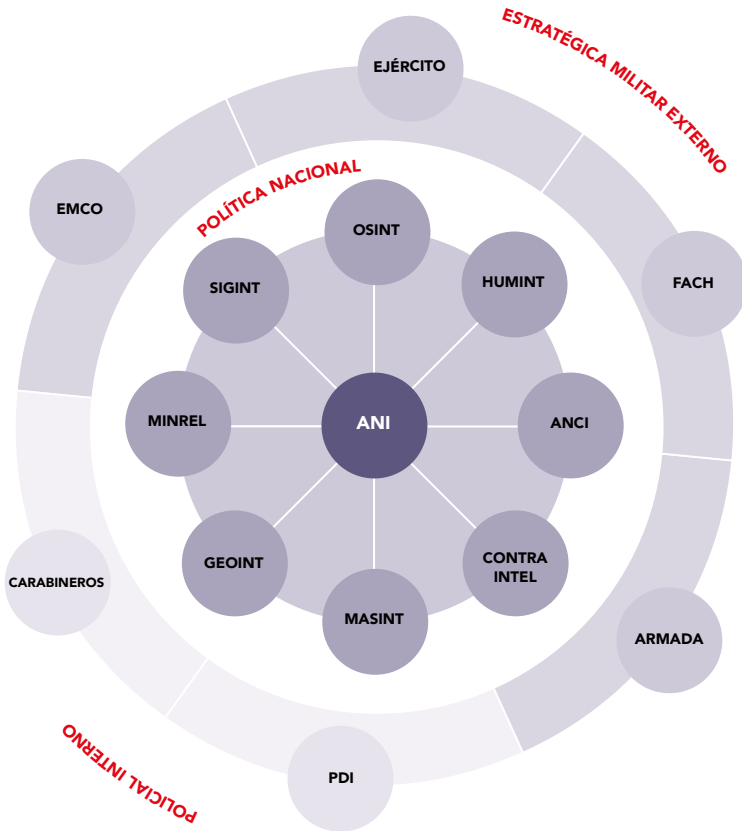 ESTRATÉGICA MILITAR EXTERNO
EJÉRCITO
POLÍTICA NACIONAL
EMCO
OSINT
SIGINT
HUMINT
FACH
MINREL
ANI
ANCI
GEOINT
CONTRA
INTEL
CARABINEROS
MASINT
ARMADA
POLICIAL INTERNO
PDI